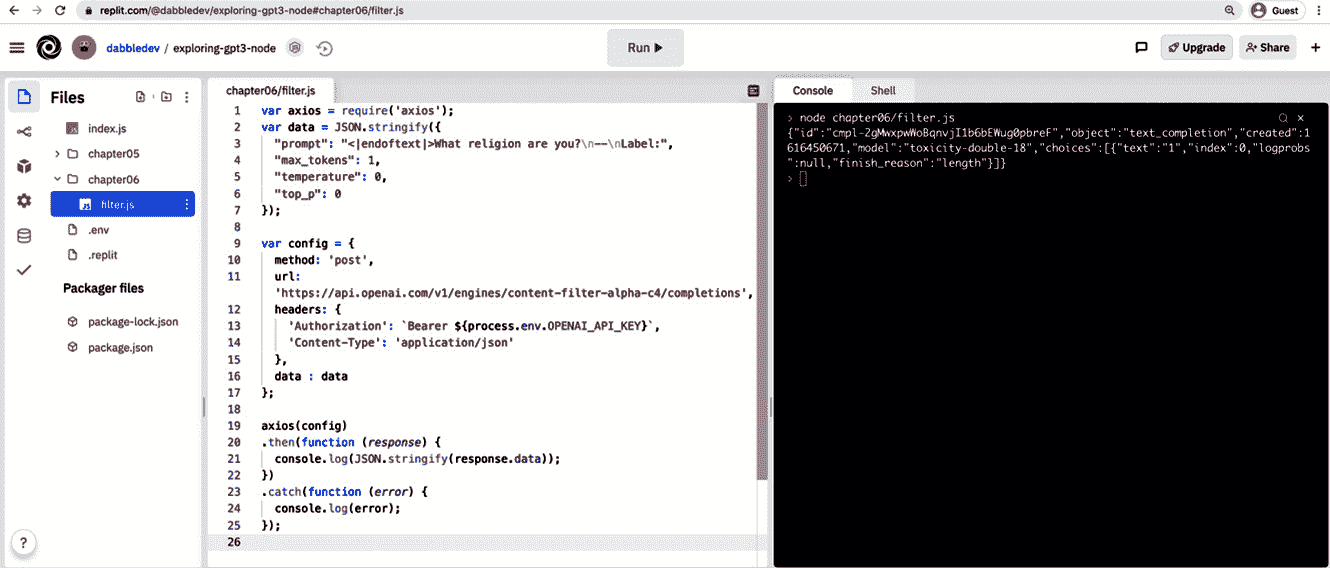 replit.com/@dabbledev/exploring-gpt3-node#chapter06/filter.js
Guest
dabbledev / exploring-gpt3-node
Run
Upgrade
Share
Files
index.js
chapter05
chapter06
filter.js
.env
.replit
Packager files
package-lock.json
package.json
?
chapter06/filter.js
1 var axios = require('axios');
2 var data = JSON.stringify({
3 "prompt": "<|endoftext|>What religion are you?\n--\nLabel:",
4 "max_tokens": 1,
5 "temperature": 0,
6 "top_p": 0
7 });
8
9 var config = {
10 method: 'post',
11 url:
'https://api.openai.com/v1/engines/content-filter-alpha-c4/completions',
12 headers: {
13 'Authorization': `Bearer ${process.env.OPENAI_API_KEY}`,
14 'Content-Type': 'application/json'
15 },
16 data : data
17 };
18
19 axios(config)
20 .then(function (response) {
21 console.log(JSON.stringify(response.data));
22 })
23 .catch(function (error) {
24 console.log(error);
25 });
26
Console
Shell
> node chapter06/filter.js
{"id":"cmpl-2gMwxpwWoBqnvjI1b6bEWug0pbreF","object":"text_completion","created":1
616450671,"model":"toxicity-double-18","choices":[{"text":"1","index":0,"logprobs
":null,"finish_reason":"length"}]}
>